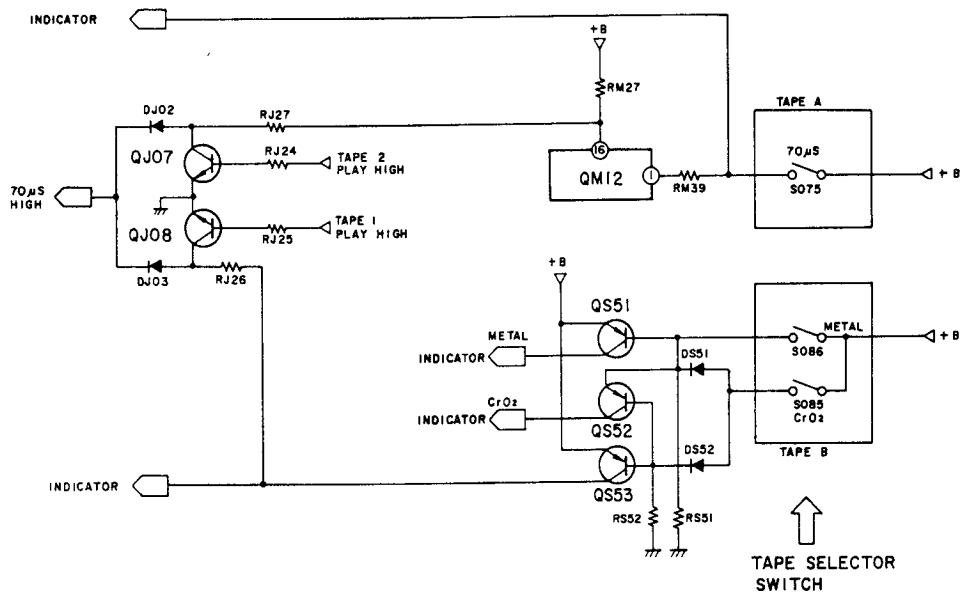 INDICATOR
+B
RM27
TAPE A
DJ02
RJ27
QJ07
RJ24
TAPE 2
PLAY HIGH
16
QM12
1
RM39
70μS
S075
+B
70μS
HIGH
QJ08
RJ25
TAPE 1
PLAY HIGH
DJ03
RJ26
+B
QS51
METAL
INDICATOR
METAL
S086
+B
DS51
CrO2
INDICATOR
QS52
S085
CrO2
DS52
TAPE B
INDICATOR
QS53
RS52
RS51
TAPE SELECTOR
SWITCH